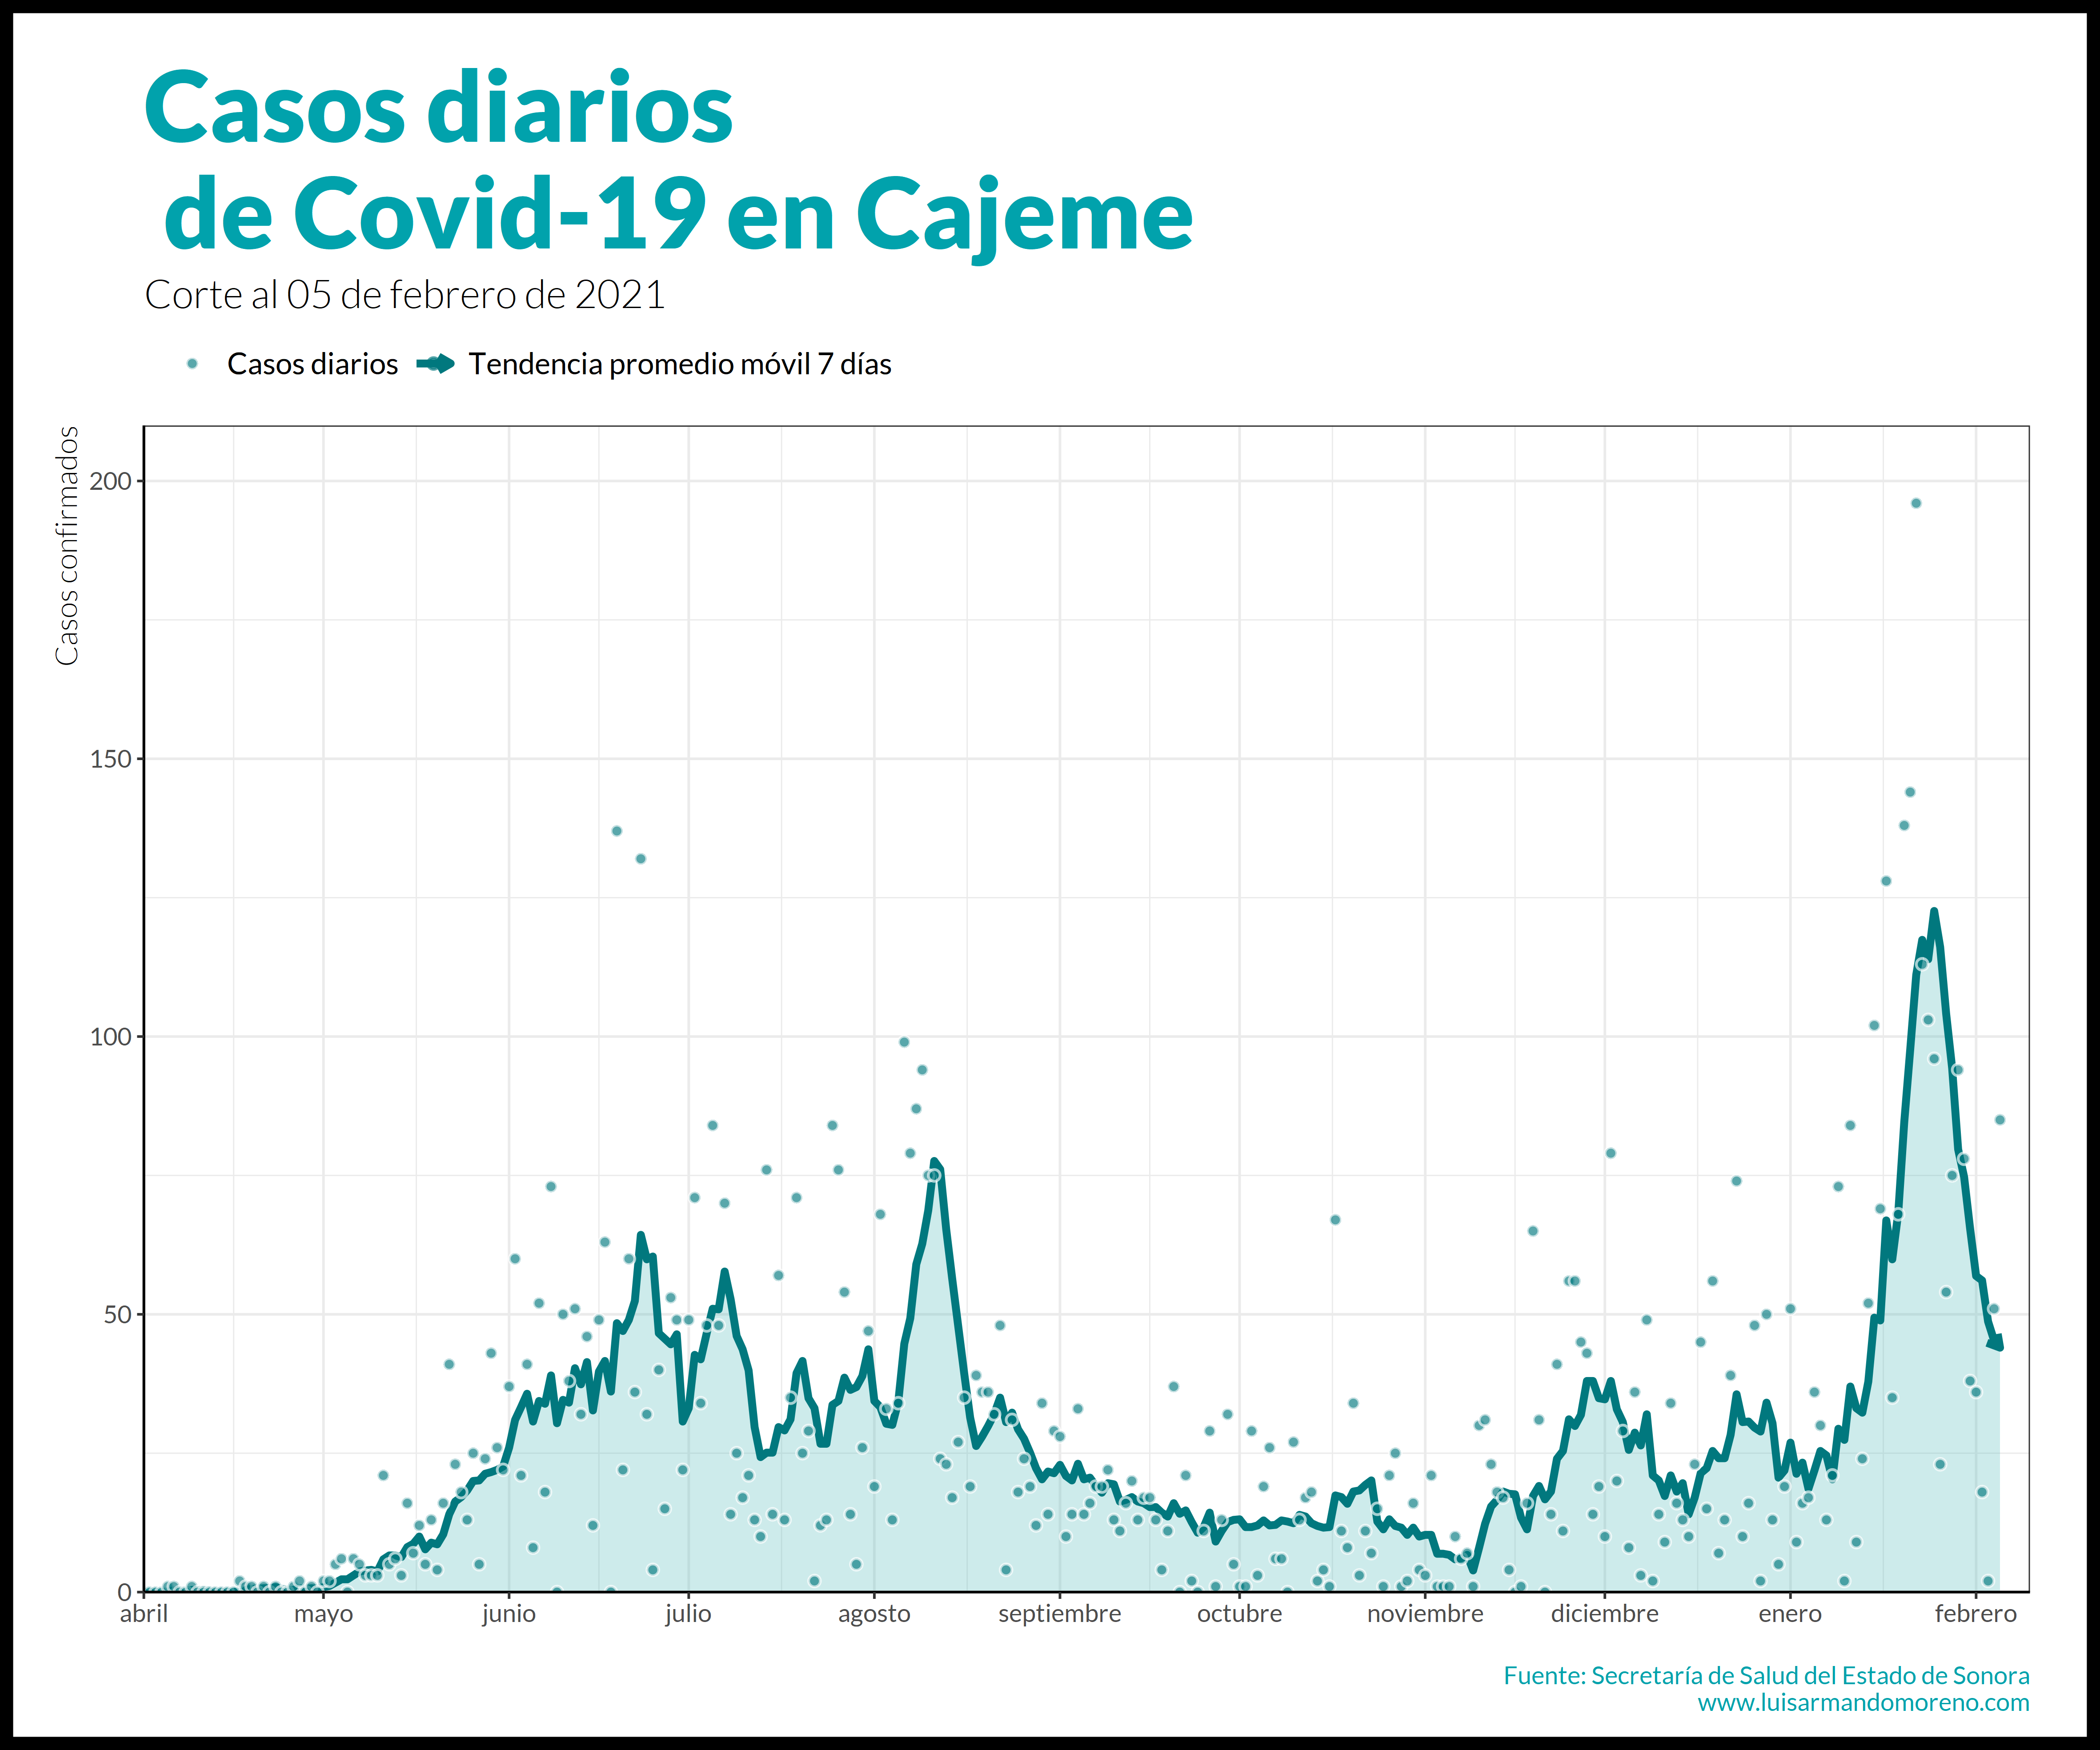 Casos diarios
de Covid-19 en Cajeme
Corte al 05 de febrero de 2021
Casos diarios Tendencia promedio móvil 7 días
Casos confirmados
200
150
100
50
0
abril mayo junio julio agosto septiembre octubre noviembre diciembre enero febrero
Fuente: Secretaría de Salud del Estado de Sonora
www.luisarmandomoreno.com